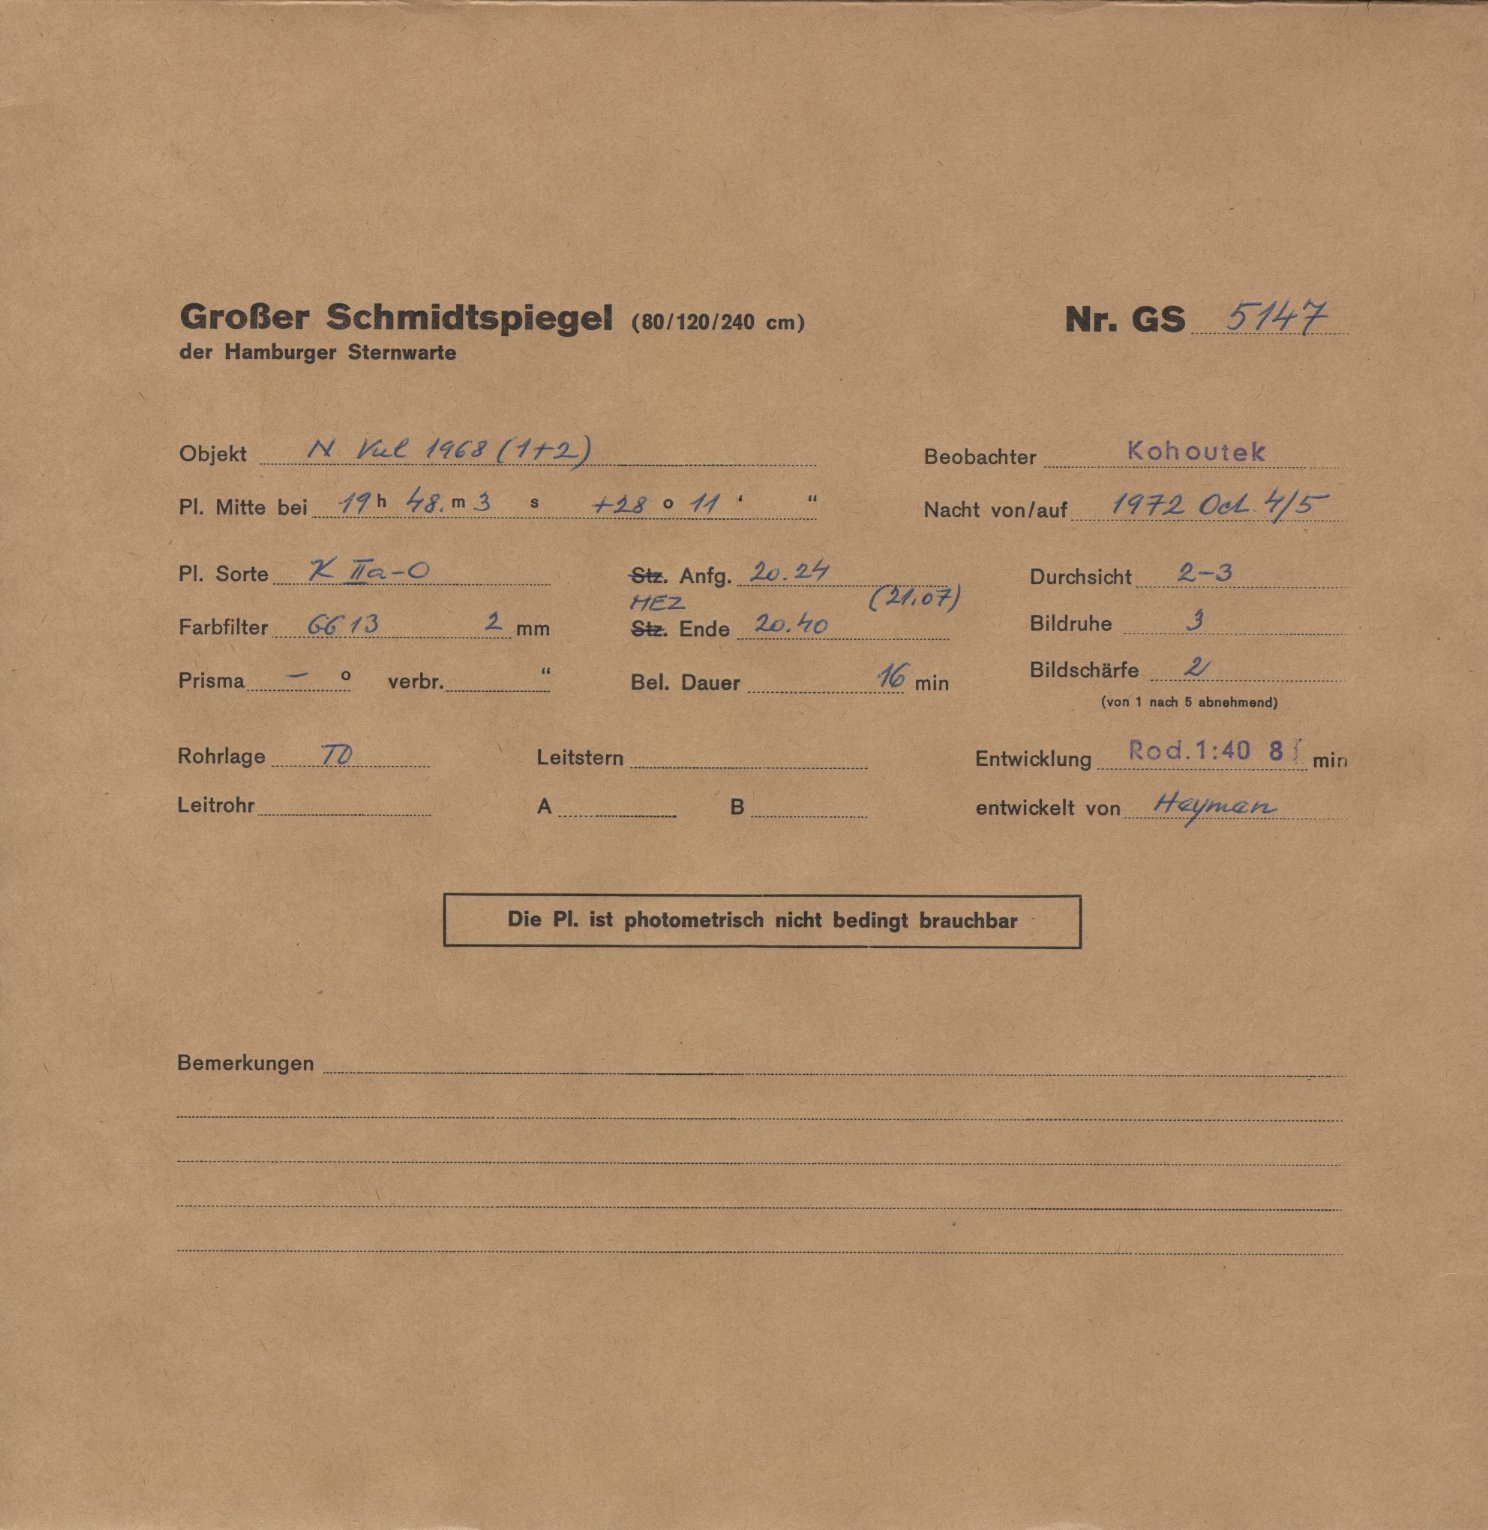 Großer Schmidtspiegel (80/120/240 cm) Nr. GS 5147
der Hamburger Sternwarte
Objekt N Vul 1968 (1+2) Beobachter Kohoutek
Pl. Mitte bei 19 h 48. m 3 s +28 o 11 ‘ “ Nacht von/auf 1972 Oct. 4/5
Pl. Sorte K IIa-O Stz. Anfg. 20.24 Durchsicht 2-3
MEZ (21.07)
Farbfilter GG 13 2 mm Stz. Ende 20.40 Bildruhe 3
Prisma – o verbr. “ Bel. Dauer 16 min Bildschärfe 2
(von 1 nach 5 abnehmend)
Rohrlage TO Leitstern Entwicklung Rod.1:40 8 min
Leitrohr A B entwickelt von Heyman
Die Pl. ist photometrisch nicht bedingt brauchbar
Bemerkungen